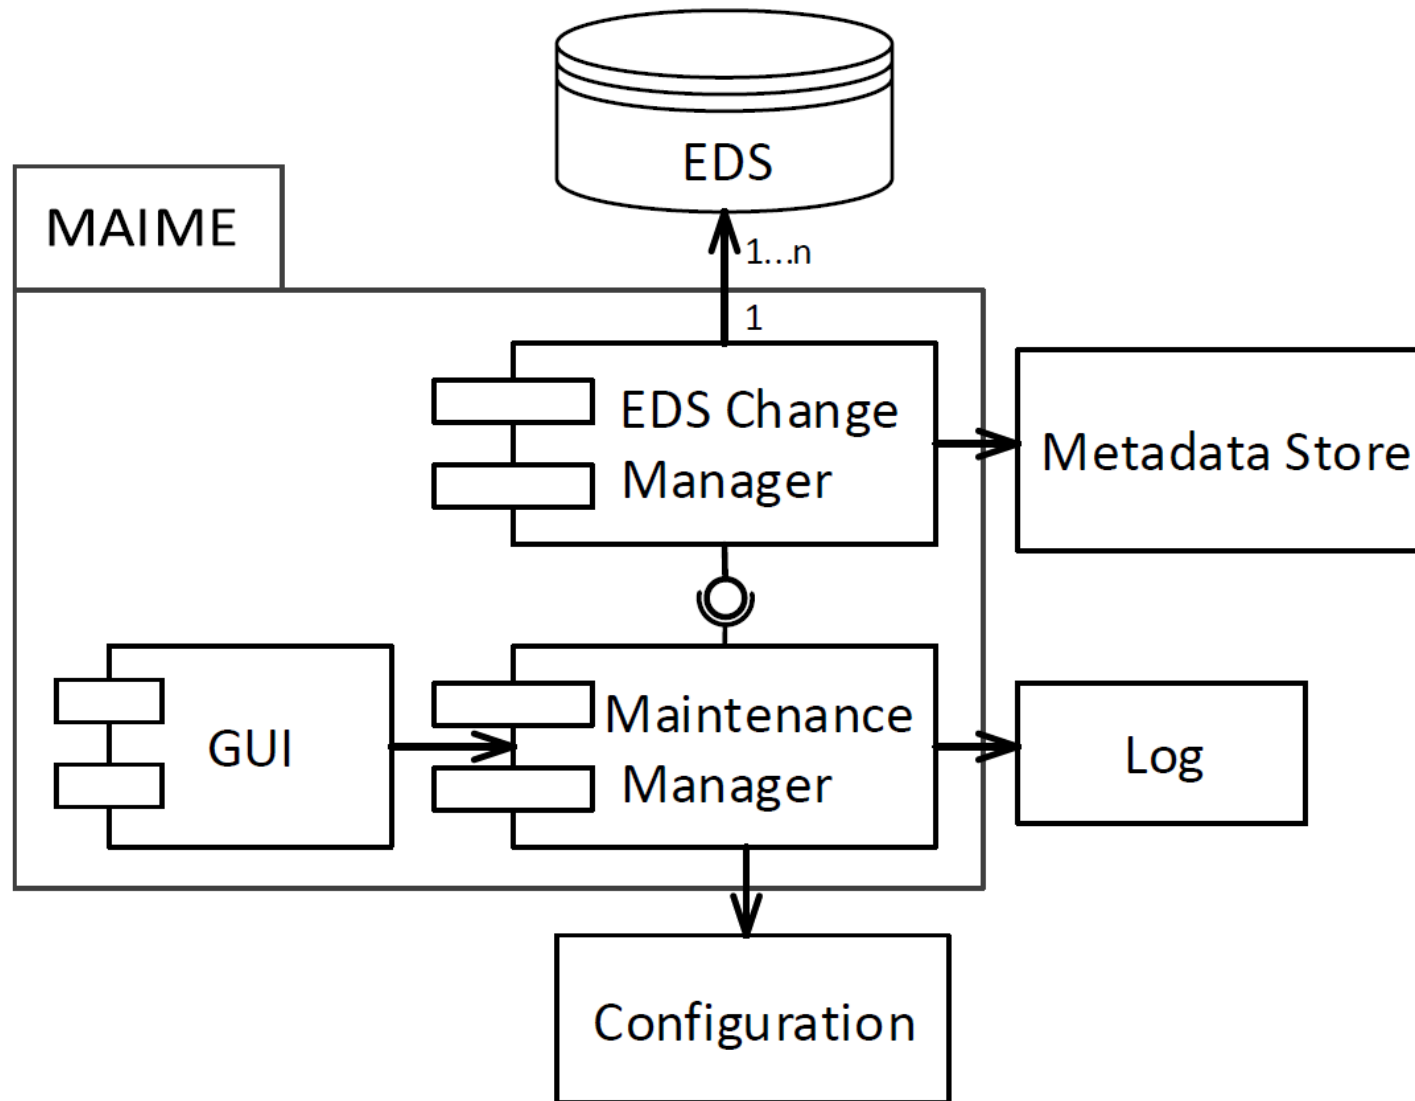 EDS
MAIME
1...n
1
EDS Change
Manager
Metadata Store
GUI
Maintenance
Manager
Log
Configuration